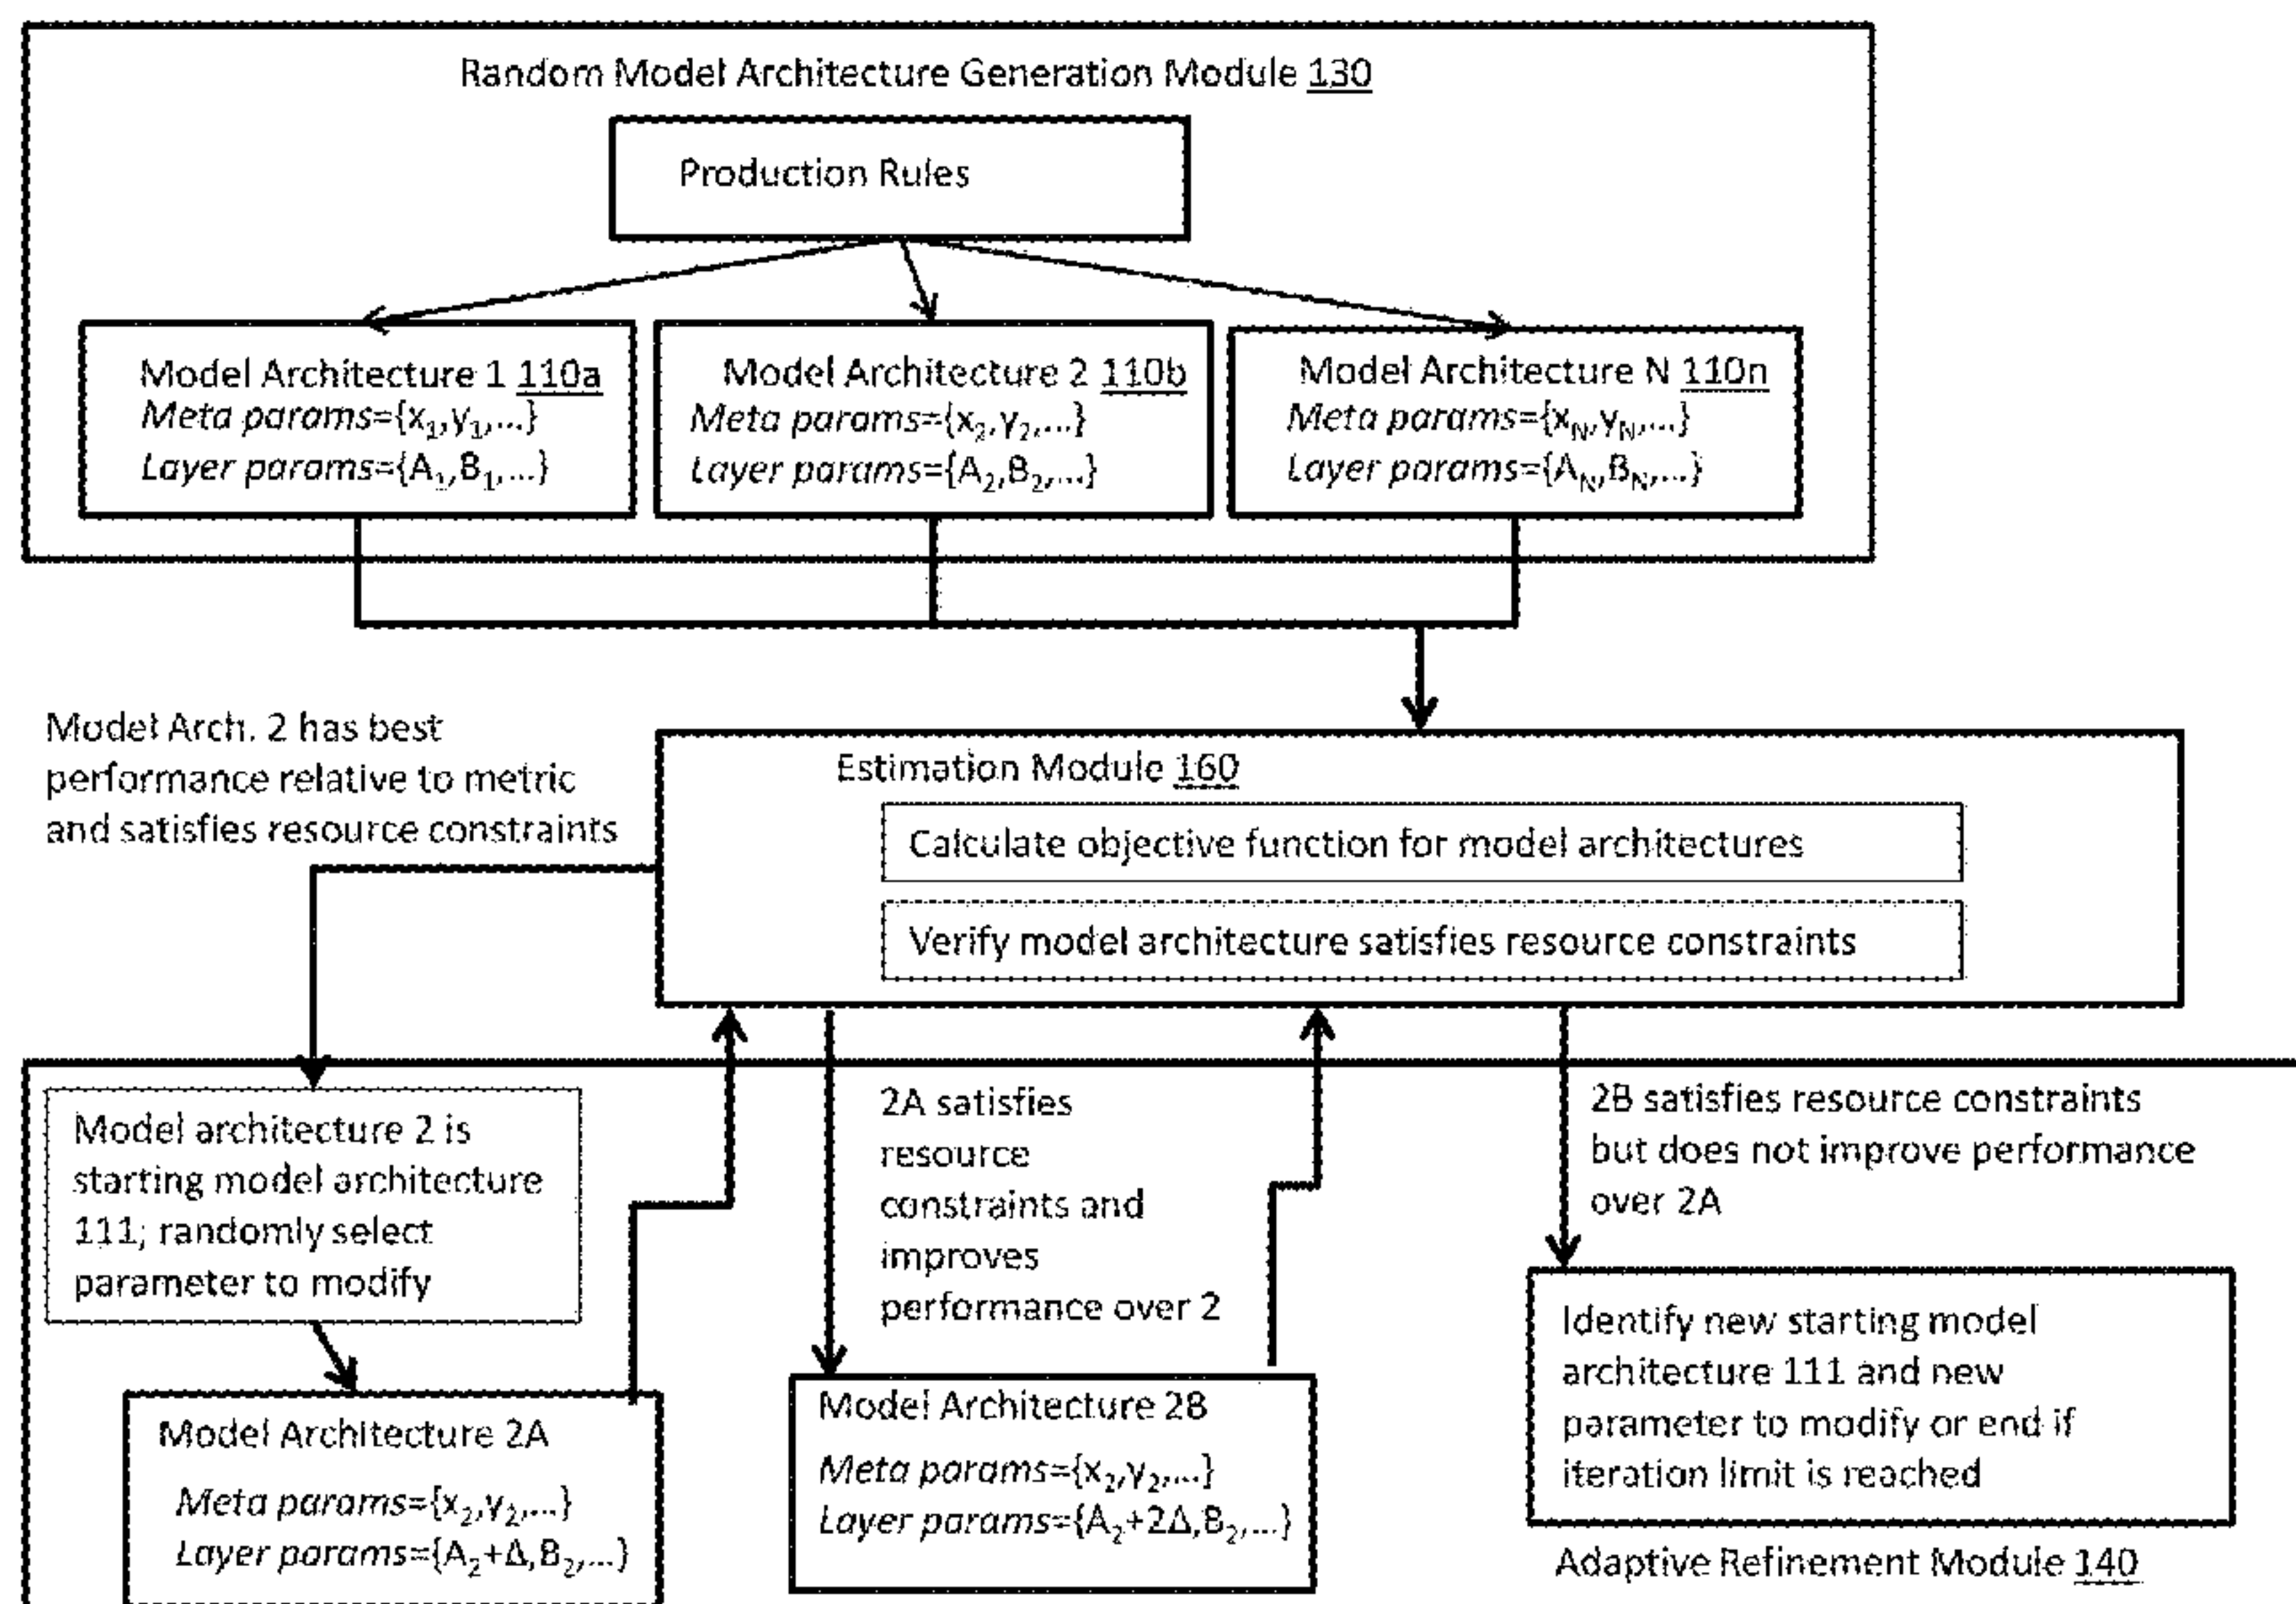 Random Model Architecture Generation Module 130
Production Rules
Model Architecture 1 110a
Meta params={x₁,y₁,...}
Layer params={A₁,B₁,...}
Model Architecture 2 110b
Meta params={x₂,y₂,...}
Layer params={A₂,B₂,...}
Model Architecture N 110n
Meta params={x_N,y_N,...}
Layer params={A_N,B_N,...}
Model Arch. 2 has best
performance relative to metric
and satisfies resource constraints
Estimation Module 160
Calculate objective function for model architectures
Verify model architecture satisfies resource constraints
Model architecture 2 is
starting model architecture
111; randomly select
parameter to modify
2A satisfies
resource
constraints and
improves
performance over 2
2B satisfies resource constraints
but does not improve performance
over 2A
Model Architecture 2A
Meta params={x₂,y₂,...}
Layer params={A₂+Δ,B₂,...}
Model Architecture 2B
Meta params={x₂,y₂,...}
Layer params={A₂+2Δ,B₂,...}
Identify new starting model
architecture 111 and new
parameter to modify or end if
iteration limit is reached
Adaptive Refinement Module 140